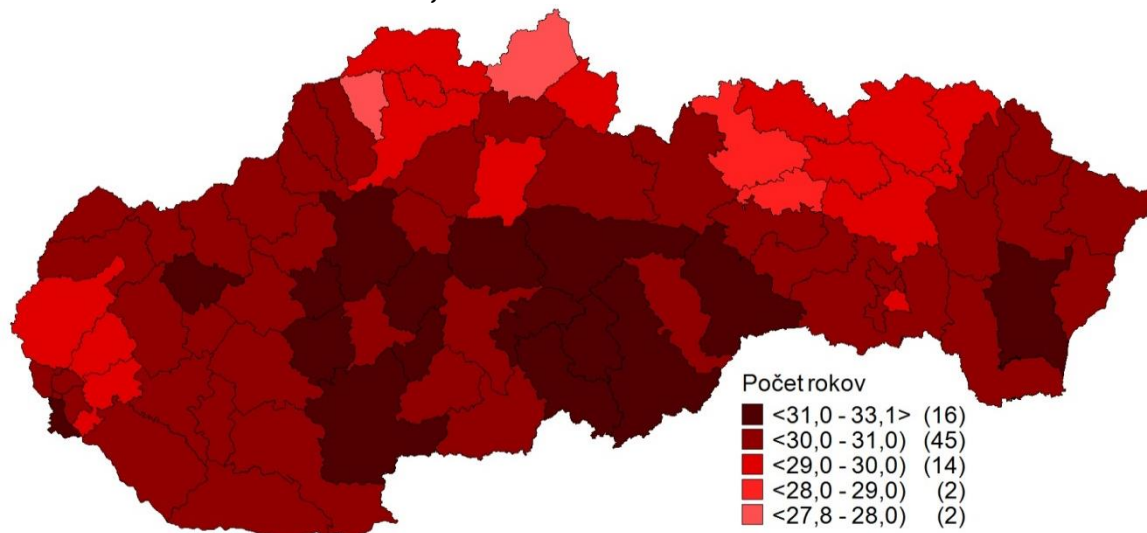 Počet rokov
<31,0 - 33,1> (16)
<30,0 - 31,0) (45)
<29,0 - 30,0) (14)
<28,0 - 29,0) (2)
<27,8 - 28,0) (2)